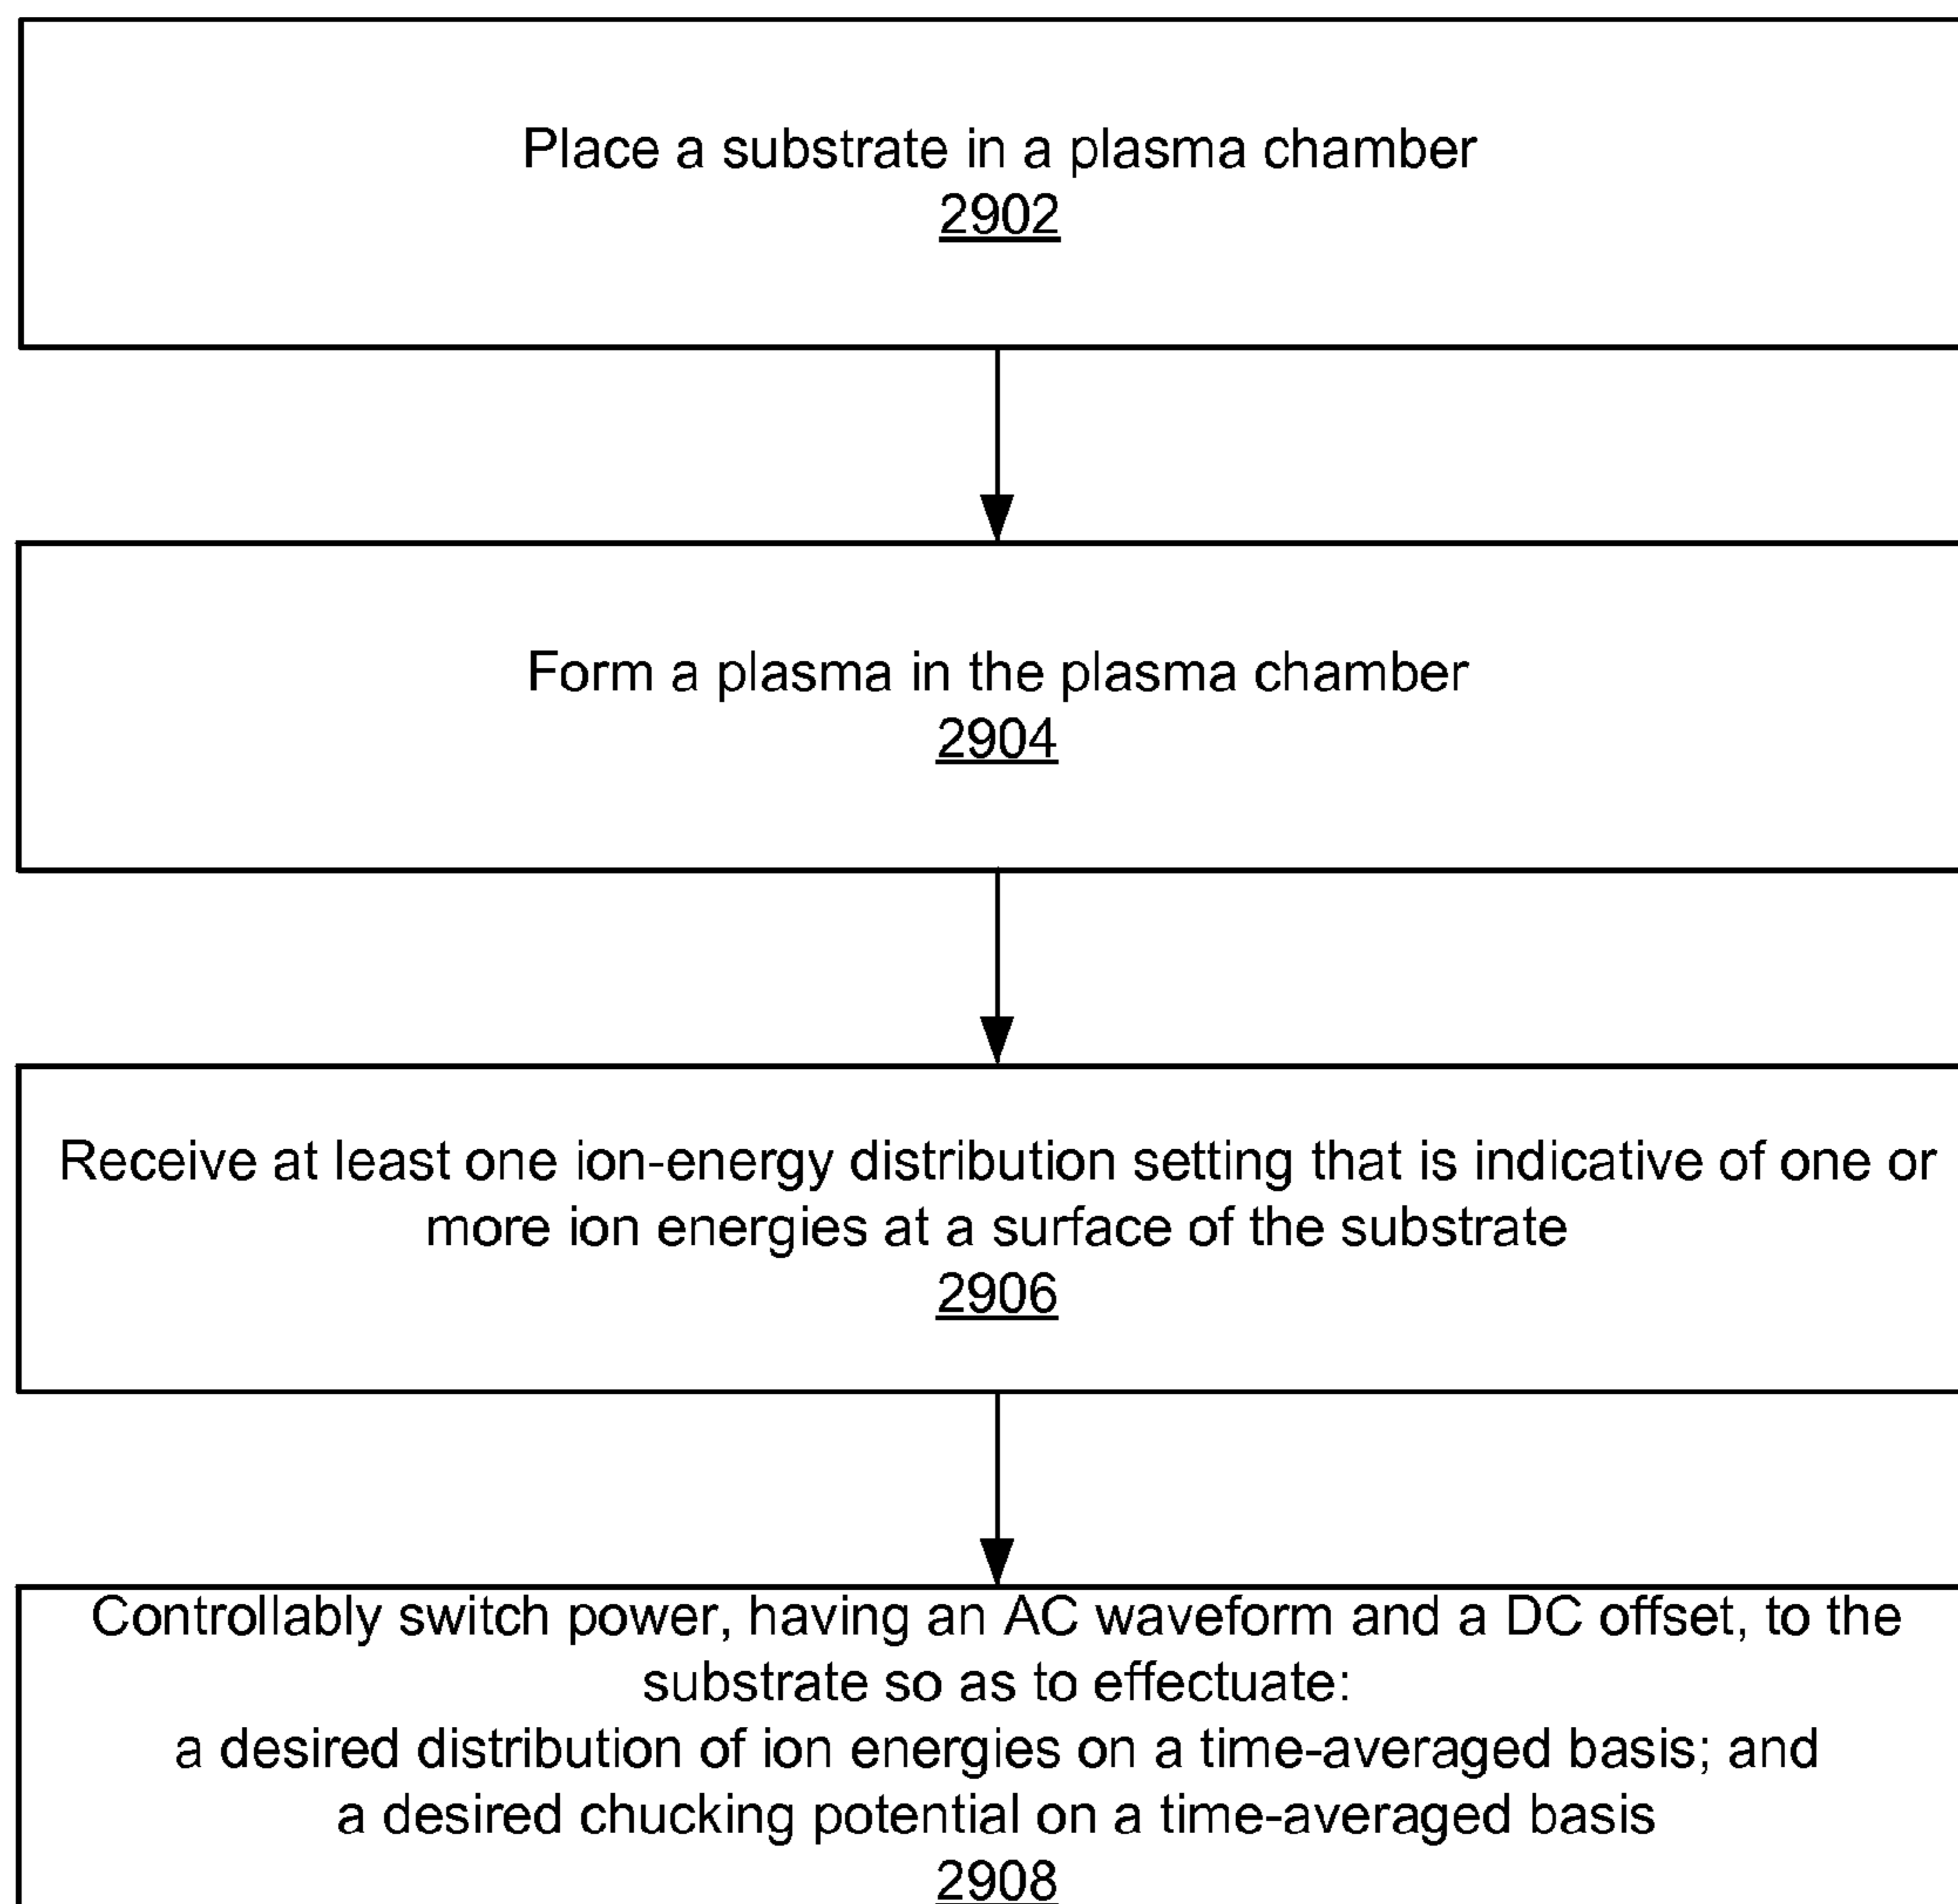 Place a substrate in a plasma chamber
2902
Form a plasma in the plasma chamber
2904
Receive at least one ion-energy distribution setting that is indicative of one or
more ion energies at a surface of the substrate
2906
Controllably switch power, having an AC waveform and a DC offset, to the
substrate so as to effectuate:
a desired distribution of ion energies on a time-averaged basis; and
a desired chucking potential on a time-averaged basis
2908